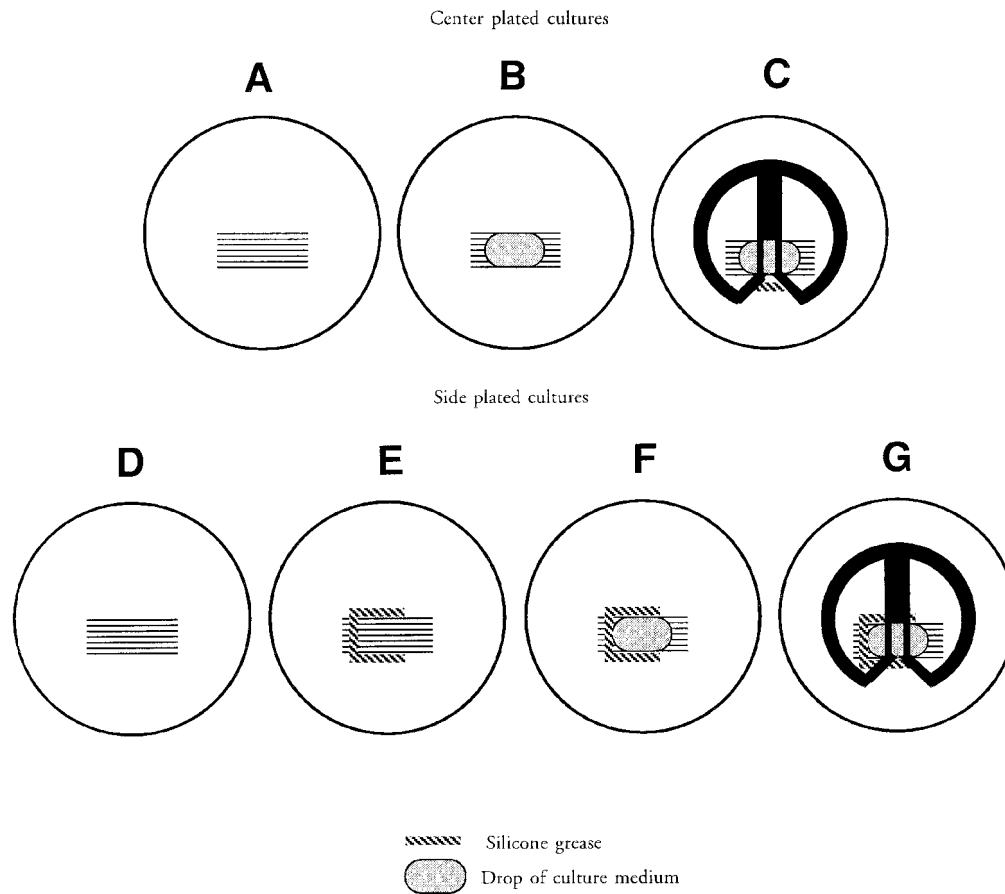 Center plated cultures
A B C
Side plated cultures
D E F G
Silicone grease
Drop of culture medium